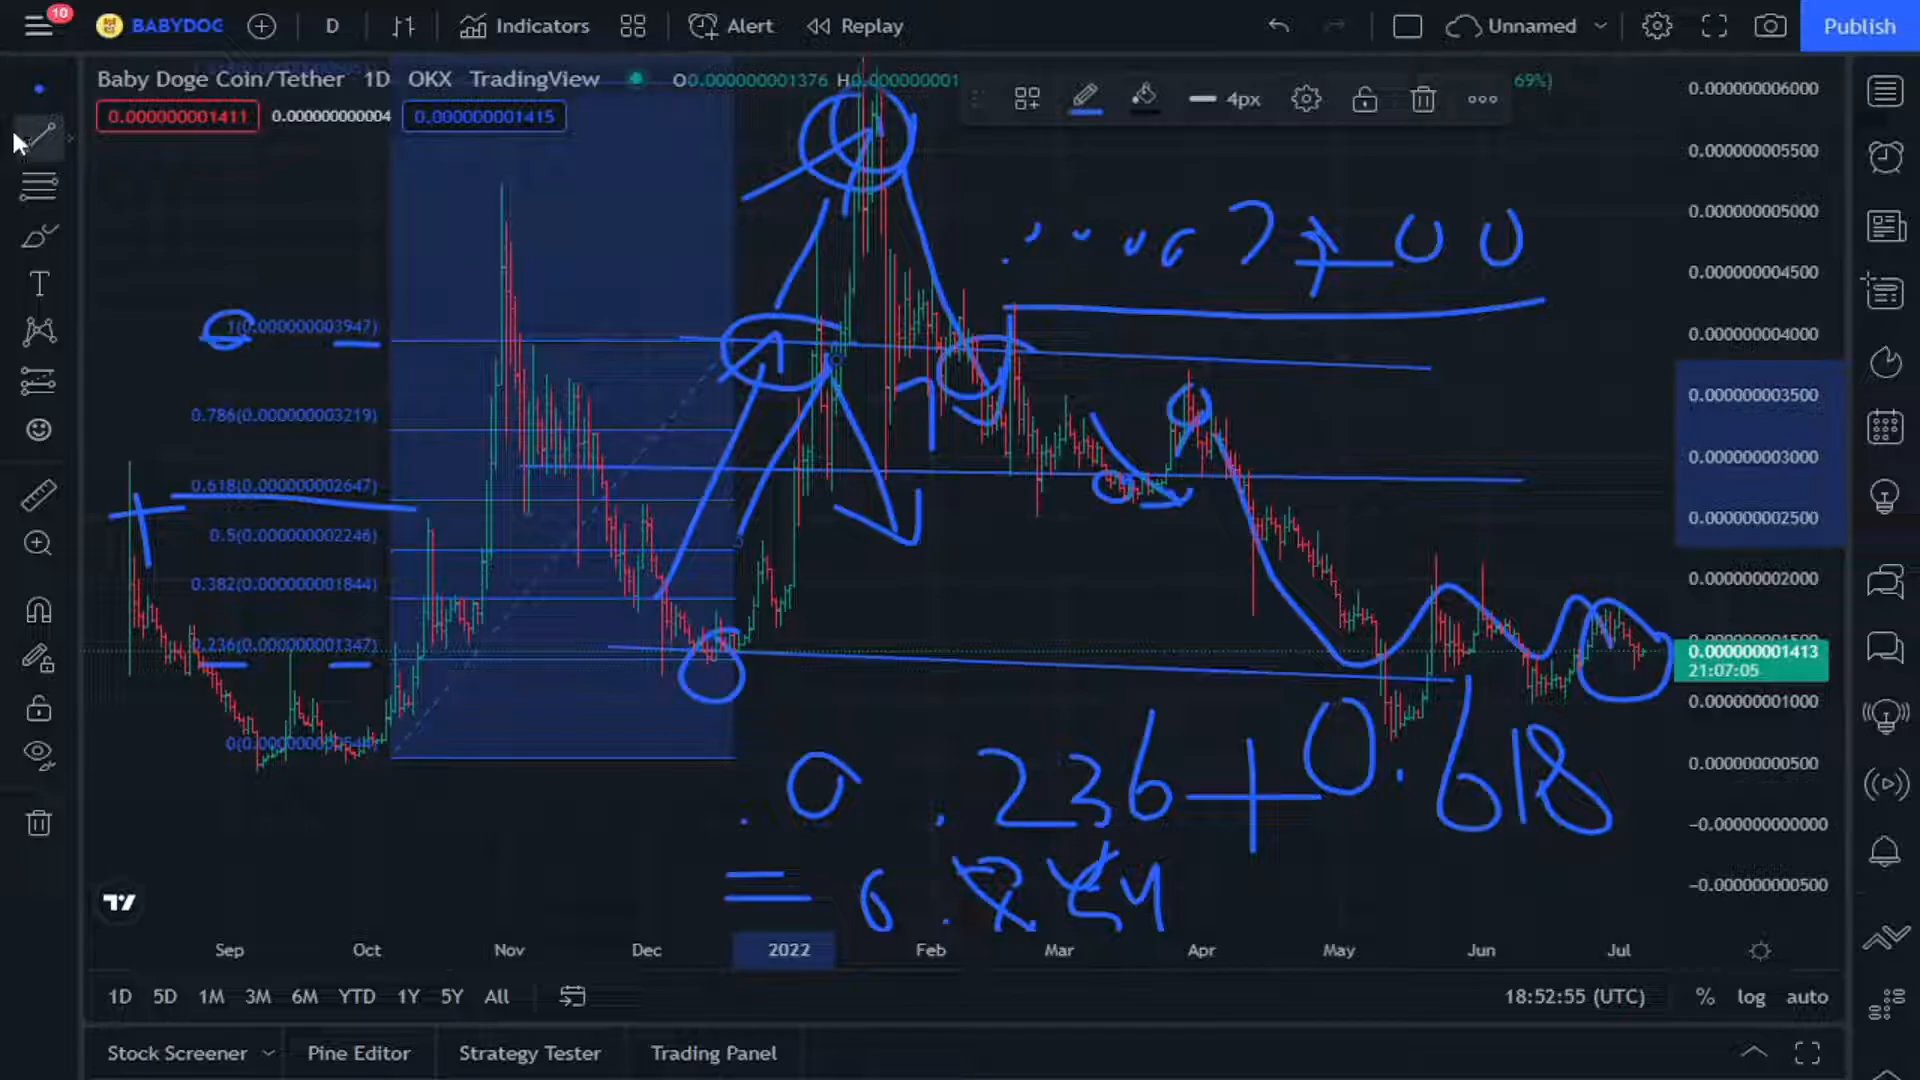 10
BABYDOG D Indicators Alert Replay Unnamed Publish
Baby Doge Coin/Tether 1D OKX TradingView O0.000000001376 H0.000000001 69%)
0.000000001411 0.000000000004 0.000000001415
4px
0.000000006000
0.000000005500
0.000000005000
0.000000004500
0.000000004000
0.000000003500
0.000000003000
0.000000002500
0.000000002000
0.000000001413
21:07:05
0.000000001000
0.000000000500
−0.000000000000
−0.000000000500
1(0.000000003947)
0.786(0.000000003219)
0.618(0.000000002647)
0.5(0.000000002246)
0.382(0.000000001844)
0.236(0.000000001347)
0.236 + 0.618
=
Sep Oct Nov Dec 2022 Feb Mar Apr May Jun Jul
1D 5D 1M 3M 6M YTD 1Y 5Y All 18:52:55 (UTC) % log auto
Stock Screener Pine Editor Strategy Tester Trading Panel